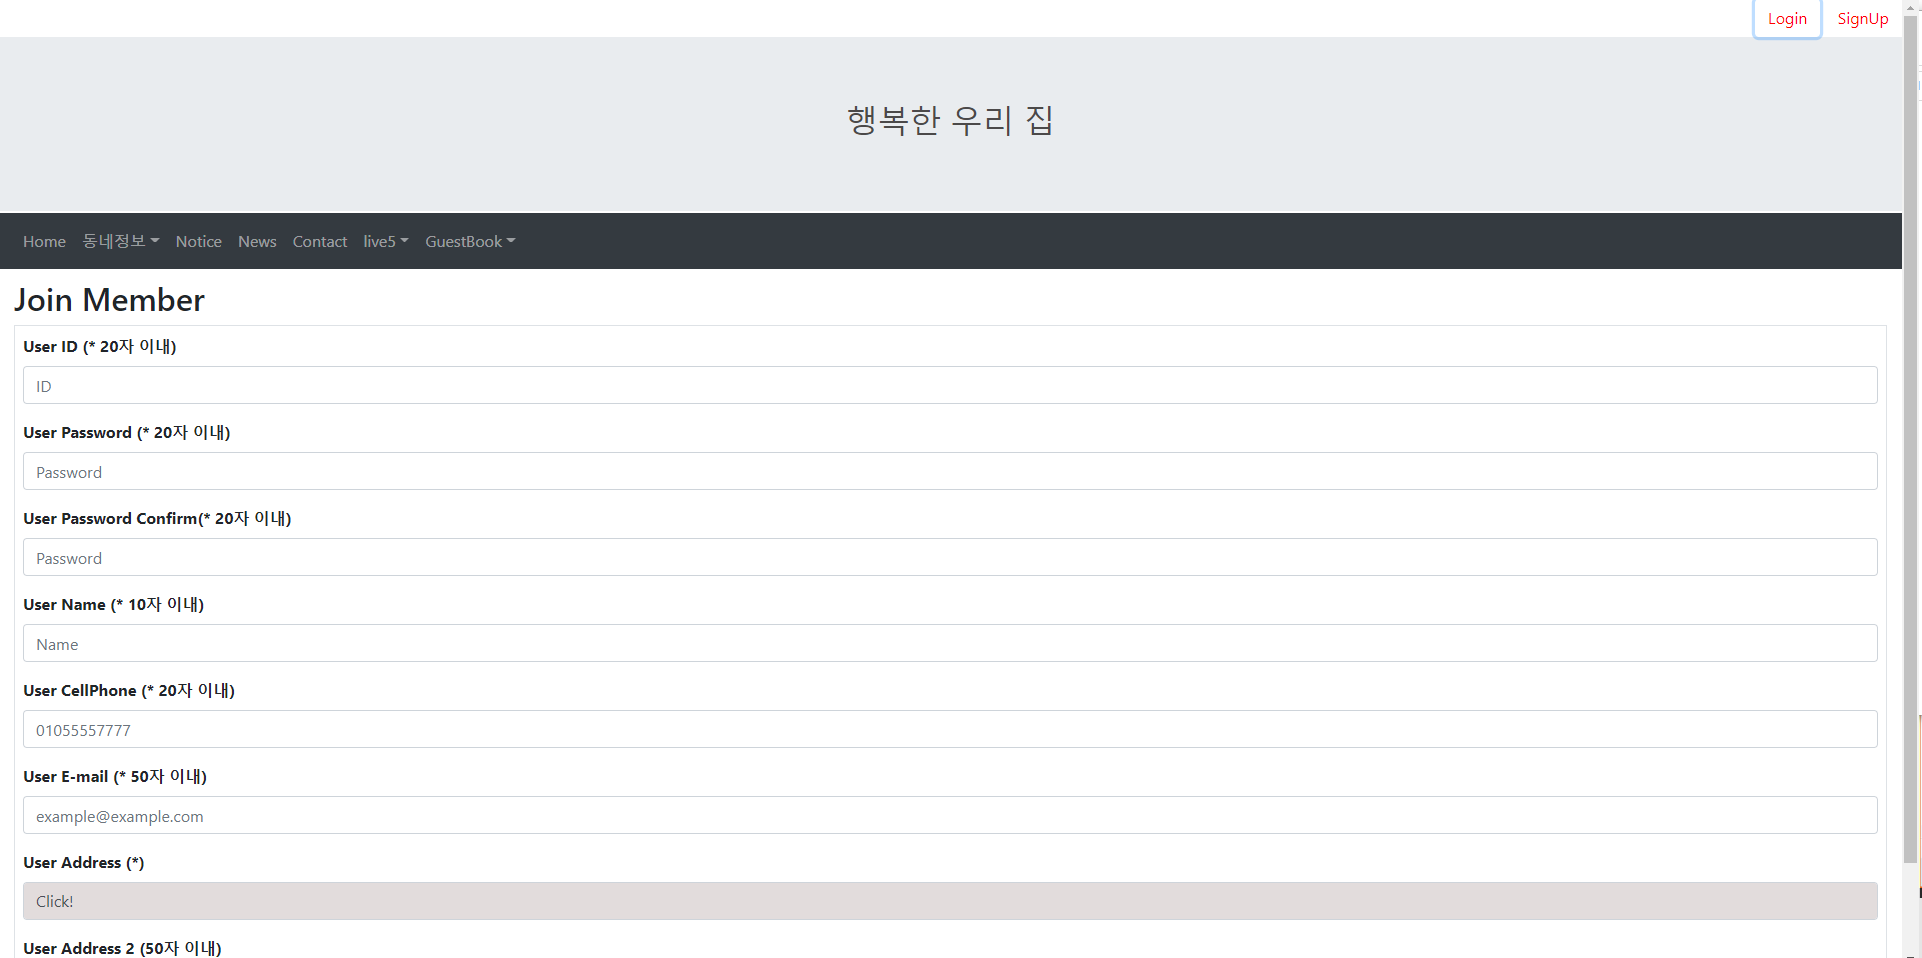 Login SignUp
행복한 우리 집
Home 동네정보 Notice News Contact live5 GuestBook
Join Member
User ID (* 20자 이내)
ID
User Password (* 20자 이내)
Password
User Password Confirm(* 20자 이내)
Password
User Name (* 10자 이내)
Name
User CellPhone (* 20자 이내)
01055557777
User E-mail (* 50자 이내)
example@example.com
User Address (*)
Click!
User Address 2 (50자 이내)